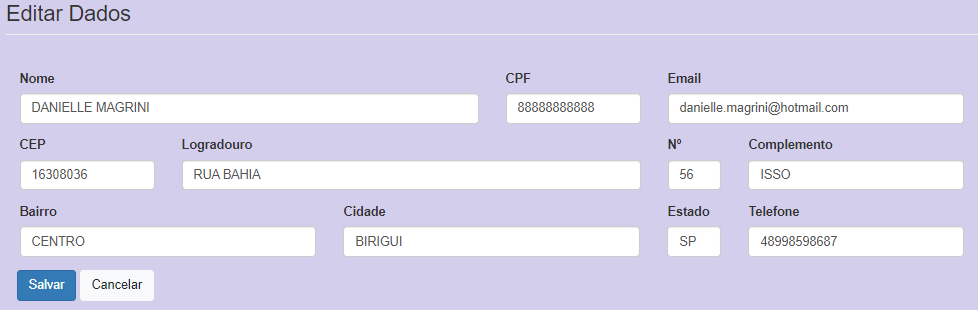 Editar Dados
Nome CPF Email
DANIELLE MAGRINI 88888888888 danielle.magrini@hotmail.com
CEP Logradouro Nº Complemento
16308036 RUA BAHIA 56 ISSO
Bairro Cidade Estado Telefone
CENTRO BIRIGUI SP 48998598687
Salvar Cancelar